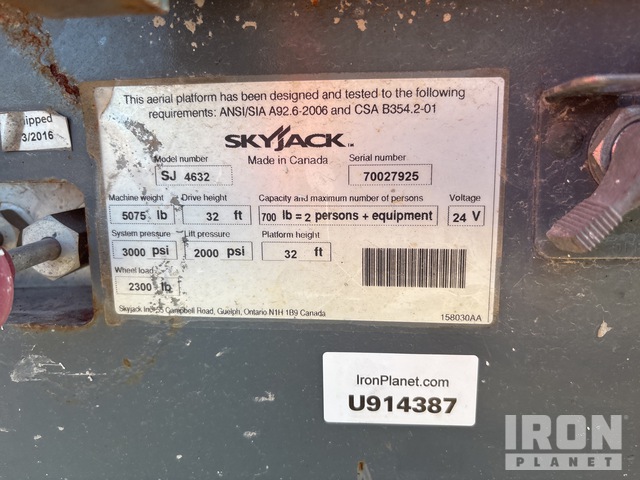 This aerial platform has been designed and tested to the following
requirements: ANSI/SIA A92.6-2006 and CSA B354.2-01
SKYJACK™
Made in Canada
Model number
Serial number
SJ 4632
70027925
Machine weight
Drive height
Capacity and maximum number of persons
Voltage
5075 lb
32 ft
700 lb = 2 persons + equipment
24 V
System pressure
Lift pressure
Platform height
3000 psi
2000 psi
32 ft
Wheel load
2300 lb
Skyjack Inc. 55 Campbell Road, Guelph, Ontario N1H 1B9 Canada
158030AA
3/2016
IronPlanet.com
U914387
IRON
PLANET